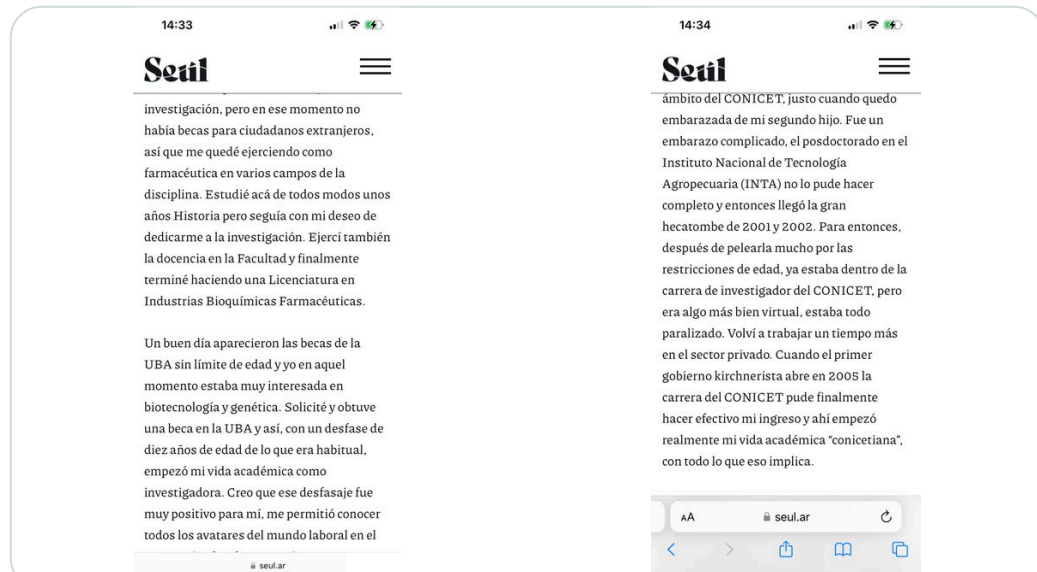 14:33
Seúl
investigación, pero en ese momento no
había becas para ciudadanos extranjeros,
así que me quedé ejerciendo como
farmacéutica en varios campos de la
disciplina. Estudié acá de todos modos unos
años Historia pero seguía con mi deseo de
dedicarme a la investigación. Ejercí también
la docencia en la Facultad y finalmente
terminé haciendo una Licenciatura en
Industrias Bioquímicas Farmacéuticas.
Un buen día aparecieron las becas de la
UBA sin límite de edad y yo en aquel
momento estaba muy interesada en
biotecnología y genética. Solicité y obtuve
una beca en la UBA y así, con un desfase de
diez años de edad de lo que era habitual,
empezó mi vida académica como
investigadora. Creo que ese desfasaje fue
muy positivo para mí, me permitió conocer
todos los avatares del mundo laboral en el
seul.ar
14:34
Seúl
ámbito del CONICET, justo cuando quedo
embarazada de mi segundo hijo. Fue un
embarazo complicado, el posdoctorado en el
Instituto Nacional de Tecnología
Agropecuaria (INTA) no lo pude hacer
completo y entonces llegó la gran
hecatombe de 2001 y 2002. Para entonces,
después de pelearla mucho por las
restricciones de edad, ya estaba dentro de la
carrera de investigador del CONICET, pero
era algo más bien virtual, estaba todo
paralizado. Volví a trabajar un tiempo más
en el sector privado. Cuando el primer
gobierno kirchnerista abre en 2005 la
carrera del CONICET pude finalmente
hacer efectivo mi ingreso y ahí empezó
realmente mi vida académica “conicetiana”,
con todo lo que eso implica.
AA seul.ar